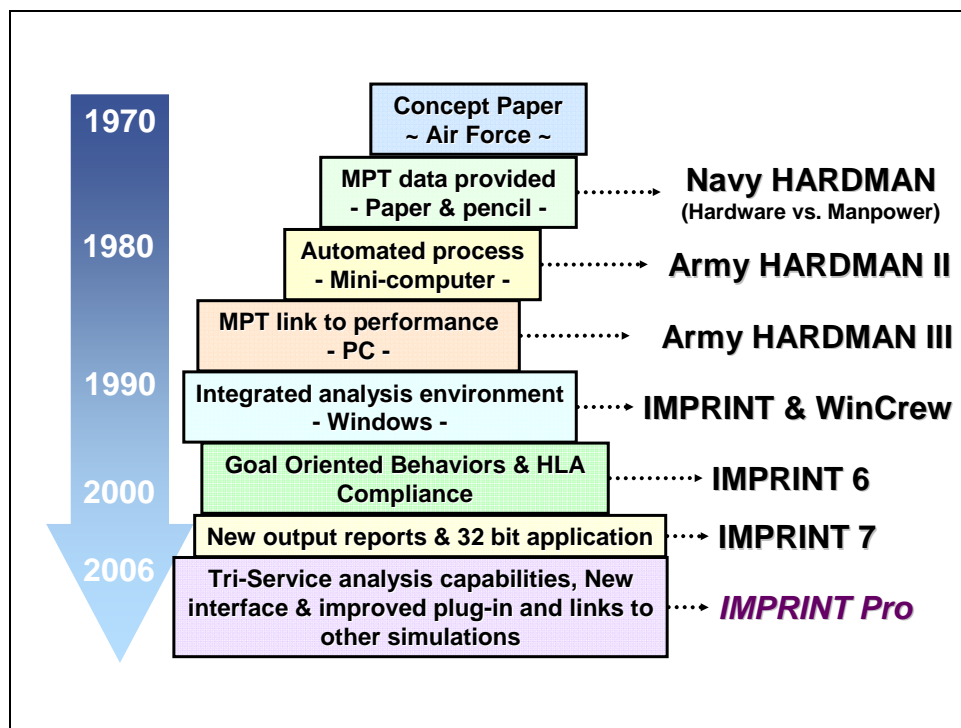 1970
Concept Paper
~ Air Force ~
MPT data provided
- Paper & pencil -
Navy HARDMAN
(Hardware vs. Manpower)
1980
Automated process
- Mini-computer -
Army HARDMAN II
MPT link to performance
- PC -
Army HARDMAN III
1990
Integrated analysis environment
- Windows -
IMPRINT & WinCrew
Goal Oriented Behaviors & HLA
Compliance
IMPRINT 6
2000
New output reports & 32 bit application
IMPRINT 7
2006
Tri-Service analysis capabilities, New
interface & improved plug-in and links to
other simulations
IMPRINT Pro